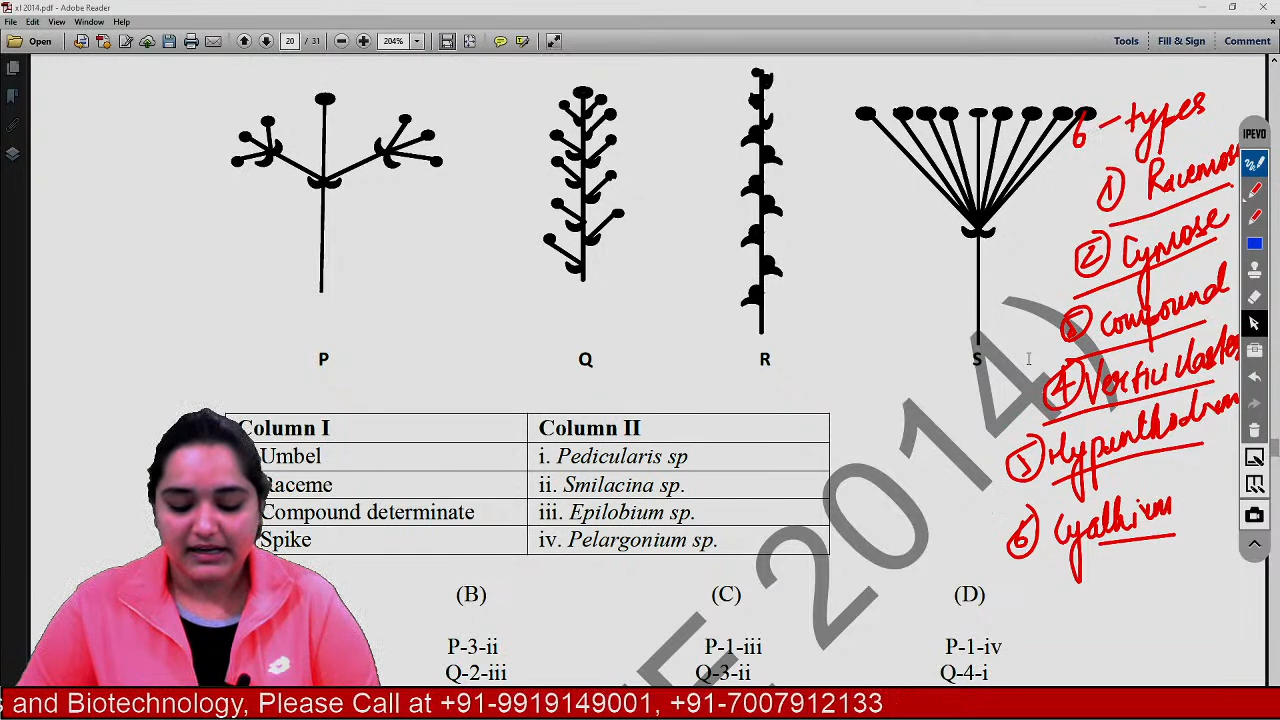 xl 2014.pdf - Adobe Reader
File Edit View Window Help
Open 20 / 31 204% Tools Fill & Sign Comment
6 - types
IPEVO
① Racemose
② Cymose
③ compound
P Q R S
④
⑤
⑥ Cyathium
Column I Column II
Umbel i. Pedicularis sp
Raceme ii. Smilacina sp.
Compound determinate iii. Epilobium sp.
Spike iv. Pelargonium sp.
(B) (C) (D)
P-3-ii P-1-iii P-1-iv
Q-2-iii Q-3-ii Q-4-i
E 2014)
and Biotechnology, Please Call at +91-9919149001, +91-7007912133